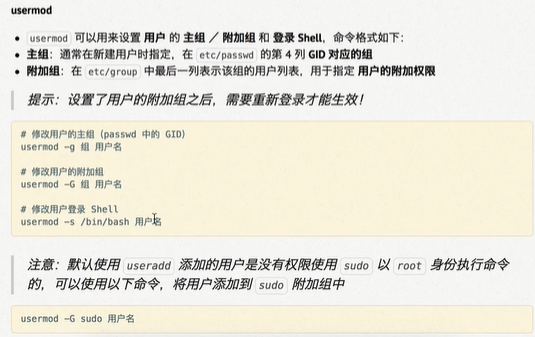 usermod
• usermod 可以用来设置 用户 的 主组 ／ 附加组 和 登录 Shell，命令格式如下：
• 主组：通常在新建用户时指定，在 etc/passwd 的第 4 列 GID 对应的组
• 附加组：在 etc/group 中最后一列表示该组的用户列表，用于指定 用户的附加权限
提示：设置了用户的附加组之后，需要重新登录才能生效！
# 修改用户的主组（passwd 中的 GID）
usermod -g 组 用户名
# 修改用户的附加组
usermod -G 组 用户名
# 修改用户登录 Shell
usermod -s /bin/bash 用户名
注意：默认使用 useradd 添加的用户是没有权限使用 sudo 以 root 身份执行命令
的，可以使用以下命令，将用户添加到 sudo 附加组中
usermod -G sudo 用户名